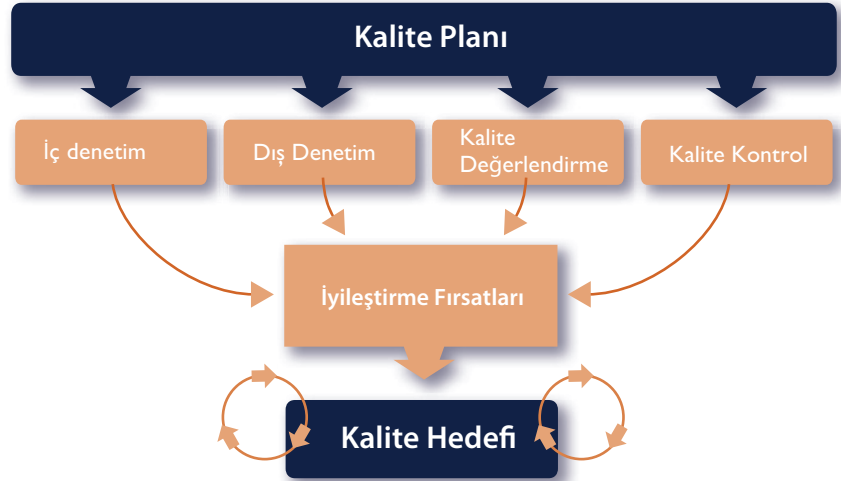 Kalite Planı
İç denetim
Dış Denetim
Kalite
Değerlendirme
Kalite Kontrol
İyileştirme Fırsatları
Kalite Hedefi